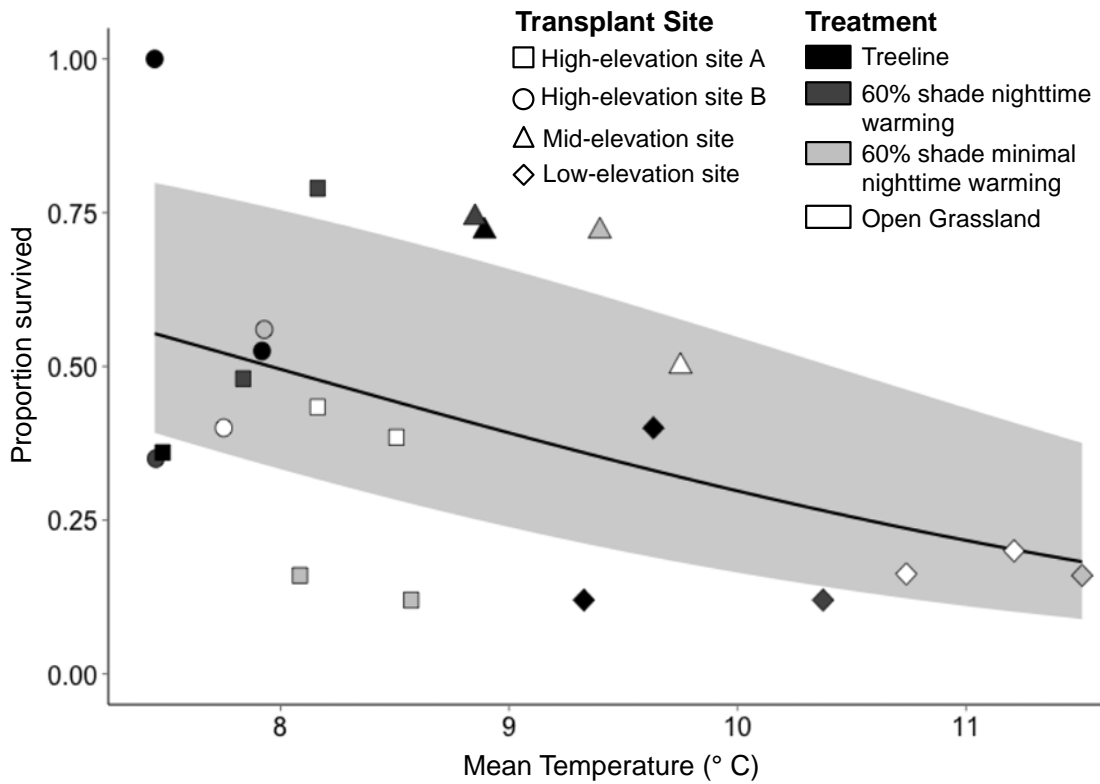 Transplant Site
High-elevation site A
High-elevation site B
Mid-elevation site
Low-elevation site
Treatment
Treeline
60% shade nighttime
warming
60% shade minimal
nighttime warming
Open Grassland
Proportion survived
1.00
0.75
0.50
0.25
0.00
8
9
10
11
Mean Temperature (° C)